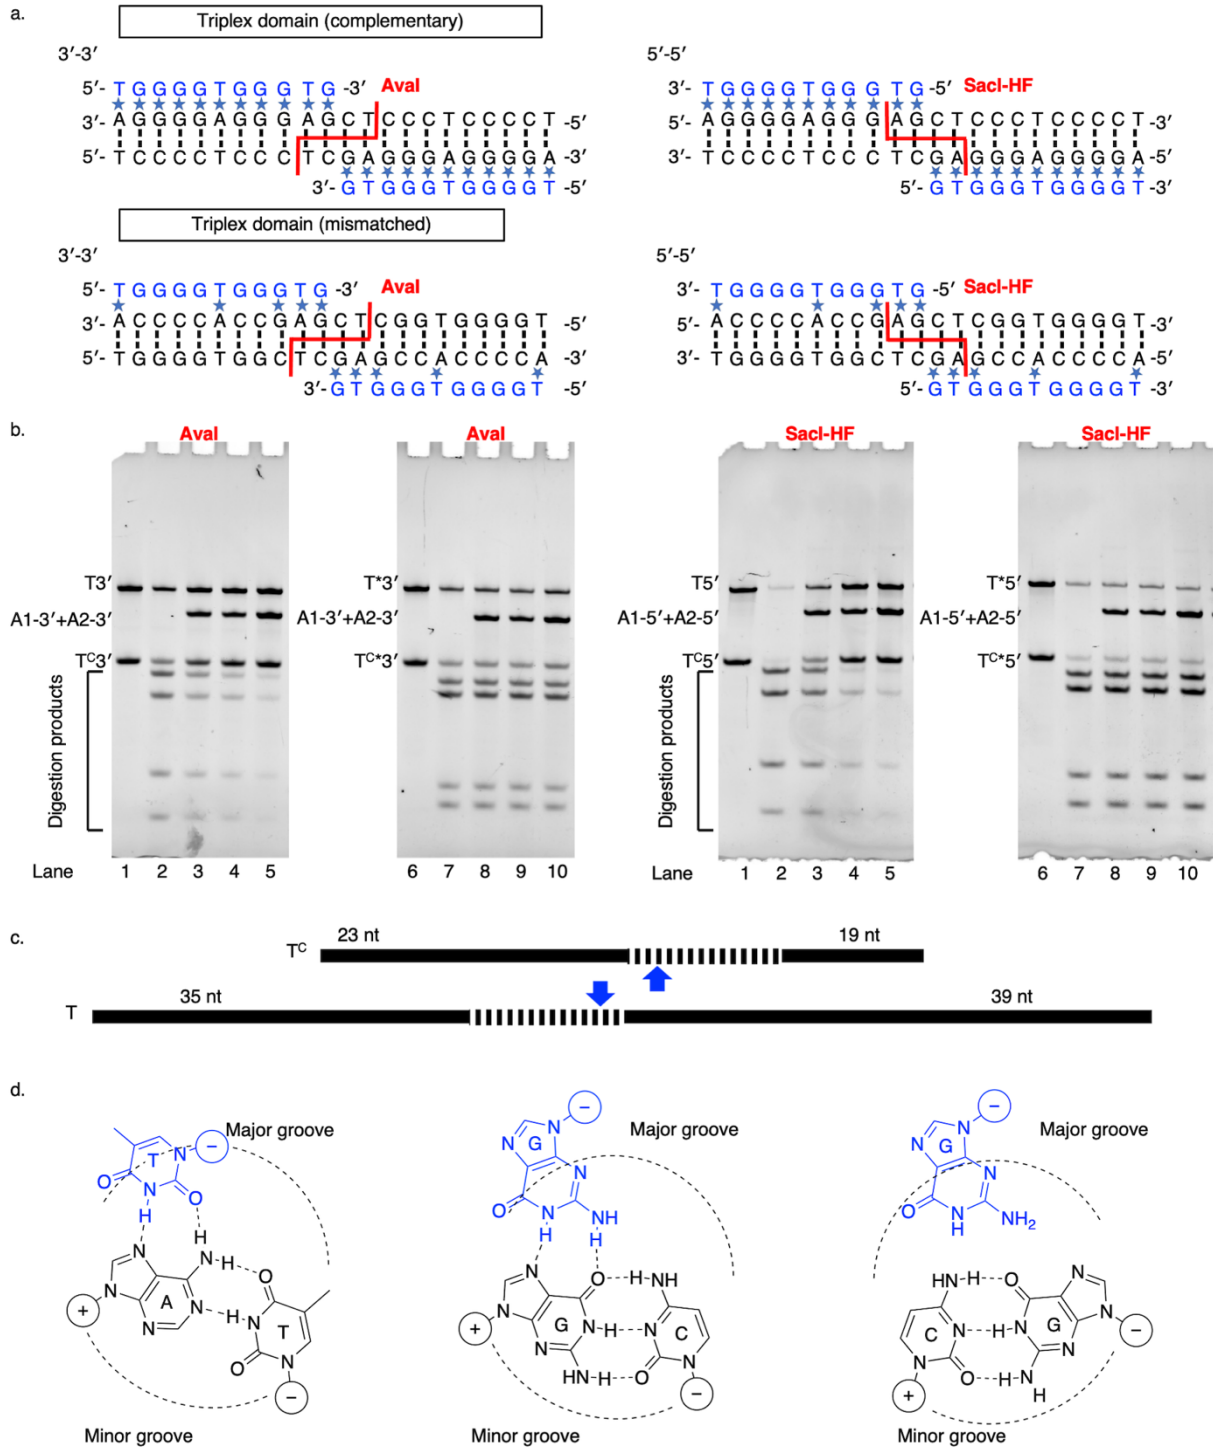 a.
Triplex domain (complementary)
3′-3′
5′- T G G G G T G G G T G -3′ AvaI
3′- A G G G G A G G G A G C T C C C T C C C C T -5′
5′- T C C C C T C C C T C G A G G G A G G G G A -3′
3′- G T G G G T G G G G T -5′
5′-5′
3′- T G G G G T G G G T G -5′ SacI-HF
5′- A G G G G A G G G A G C T C C C T C C C C T -3′
3′- T C C C C T C C C T C G A G G G A G G G G A -5′
5′- G T G G G T G G G G T -3′
Triplex domain (mismatched)
3′-3′
5′- T G G G G T G G G T G -3′ AvaI
3′- A C C C C A C C G A G C T C G G T G G G G T -5′
5′- T G G G G T G G C T C G A G C C A C C C C A -3′
3′- G T G G G T G G G G T -5′
5′-5′
3′- T G G G G T G G G T G -5′ SacI-HF
5′- A C C C C A C C G A G C T C G G T G G G G T -3′
3′- T G G G G T G G C T C G A G C C A C C C C A -5′
5′- G T G G G T G G G G T -3′
b.
AvaI
T3′
A1-3′+A2-3′
Tᶜ3′
Digestion products
Lane 1 2 3 4 5
AvaI
T*3′
A1-3′+A2-3′
Tᶜ*3′
6 7 8 9 10
SacI-HF
T5′
A1-5′+A2-5′
Tᶜ5′
Digestion products
Lane 1 2 3 4 5
SacI-HF
T*5′
A1-5′+A2-5′
Tᶜ*5′
6 7 8 9 10
c.
Tᶜ 23 nt 19 nt
T 35 nt 39 nt
d.
Major groove
T
N
O
N
O
H
H
N
N
H
O
A
N
N
N
H
N
T
O
N
+
−
−
Minor groove
Major groove
G
N
N
N
O
N
H
NH
H
N
N
O
H
NH
G
N
H
N
C
N
N
HN
H
O
N
+
−
−
Minor groove
Major groove
G
N
N
N
O
NH
NH₂
HN
H
O
N
C
N
H
N
G
N
N
O
H
N
H
N
+
−
−
Minor groove